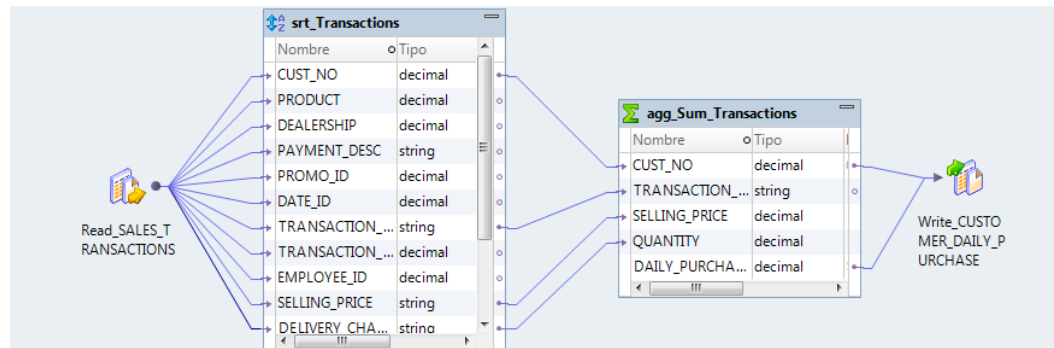 srt_Transactions
Nombre Tipo
CUST_NO decimal
PRODUCT decimal
DEALERSHIP decimal
PAYMENT_DESC string
PROMO_ID decimal
DATE_ID decimal
TRANSACTION_... string
TRANSACTION_... decimal
EMPLOYEE_ID decimal
SELLING_PRICE string
DELIVERY_CHA... string
Read_SALES_T
RANSACTIONS
agg_Sum_Transactions
Nombre Tipo
CUST_NO decimal
TRANSACTION_... string
SELLING_PRICE decimal
QUANTITY decimal
DAILY_PURCHA... decimal
Write_CUSTO
MER_DAILY_P
URCHASE